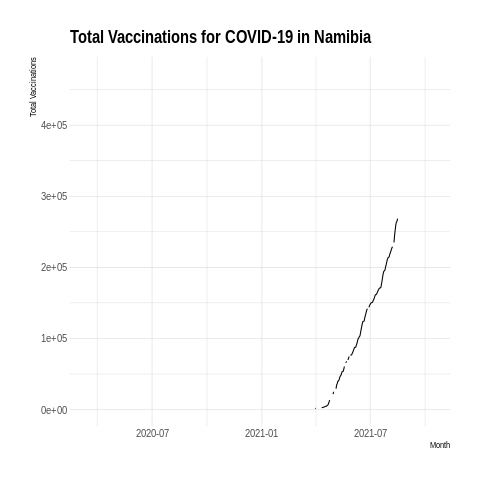 Total Vaccinations for COVID-19 in Namibia
Total Vaccinations
4e+05
3e+05
2e+05
1e+05
0e+00
2020-07 2021-01 2021-07
Month